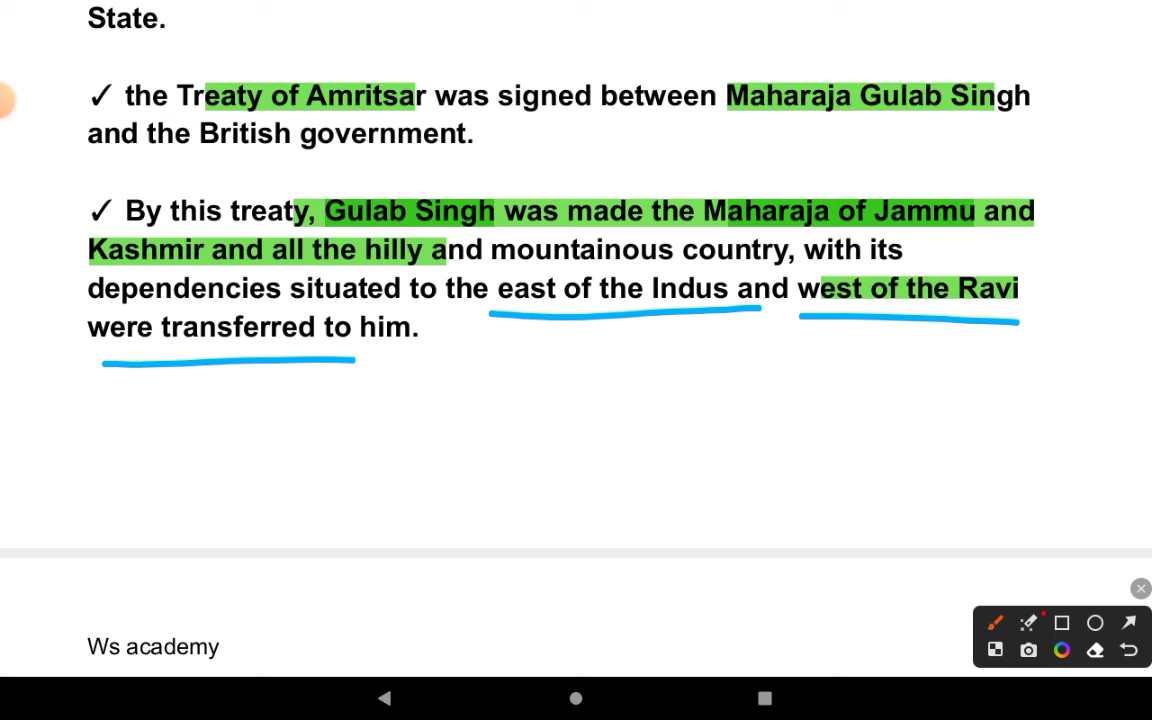 State.
✓ the Treaty of Amritsar was signed between Maharaja Gulab Singh
and the British government.
✓ By this treaty, Gulab Singh was made the Maharaja of Jammu and
Kashmir and all the hilly and mountainous country, with its
dependencies situated to the east of the Indus and west of the Ravi
were transferred to him.
Ws academy